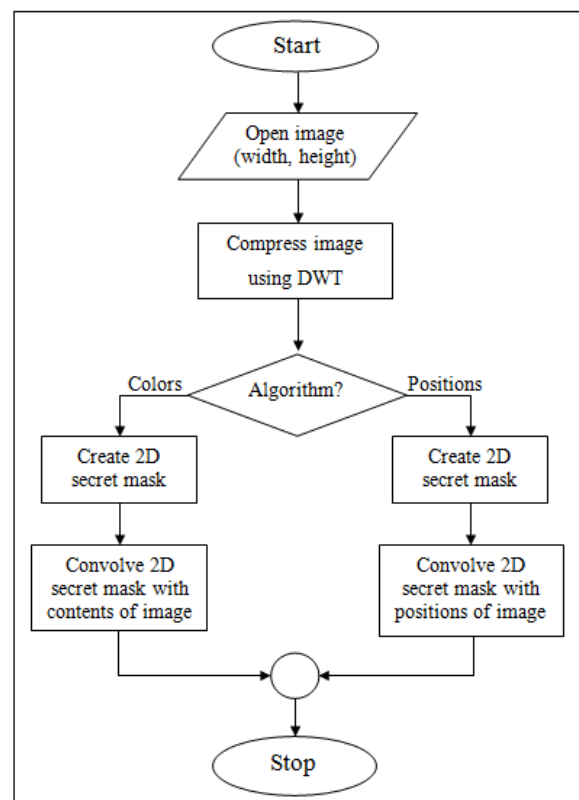 Start
Open image
(width, height)
Compress image
using DWT
Algorithm?
Colors
Positions
Create 2D
secret mask
Create 2D
secret mask
Convolve 2D
secret mask with
contents of image
Convolve 2D
secret mask with
positions of image
Stop